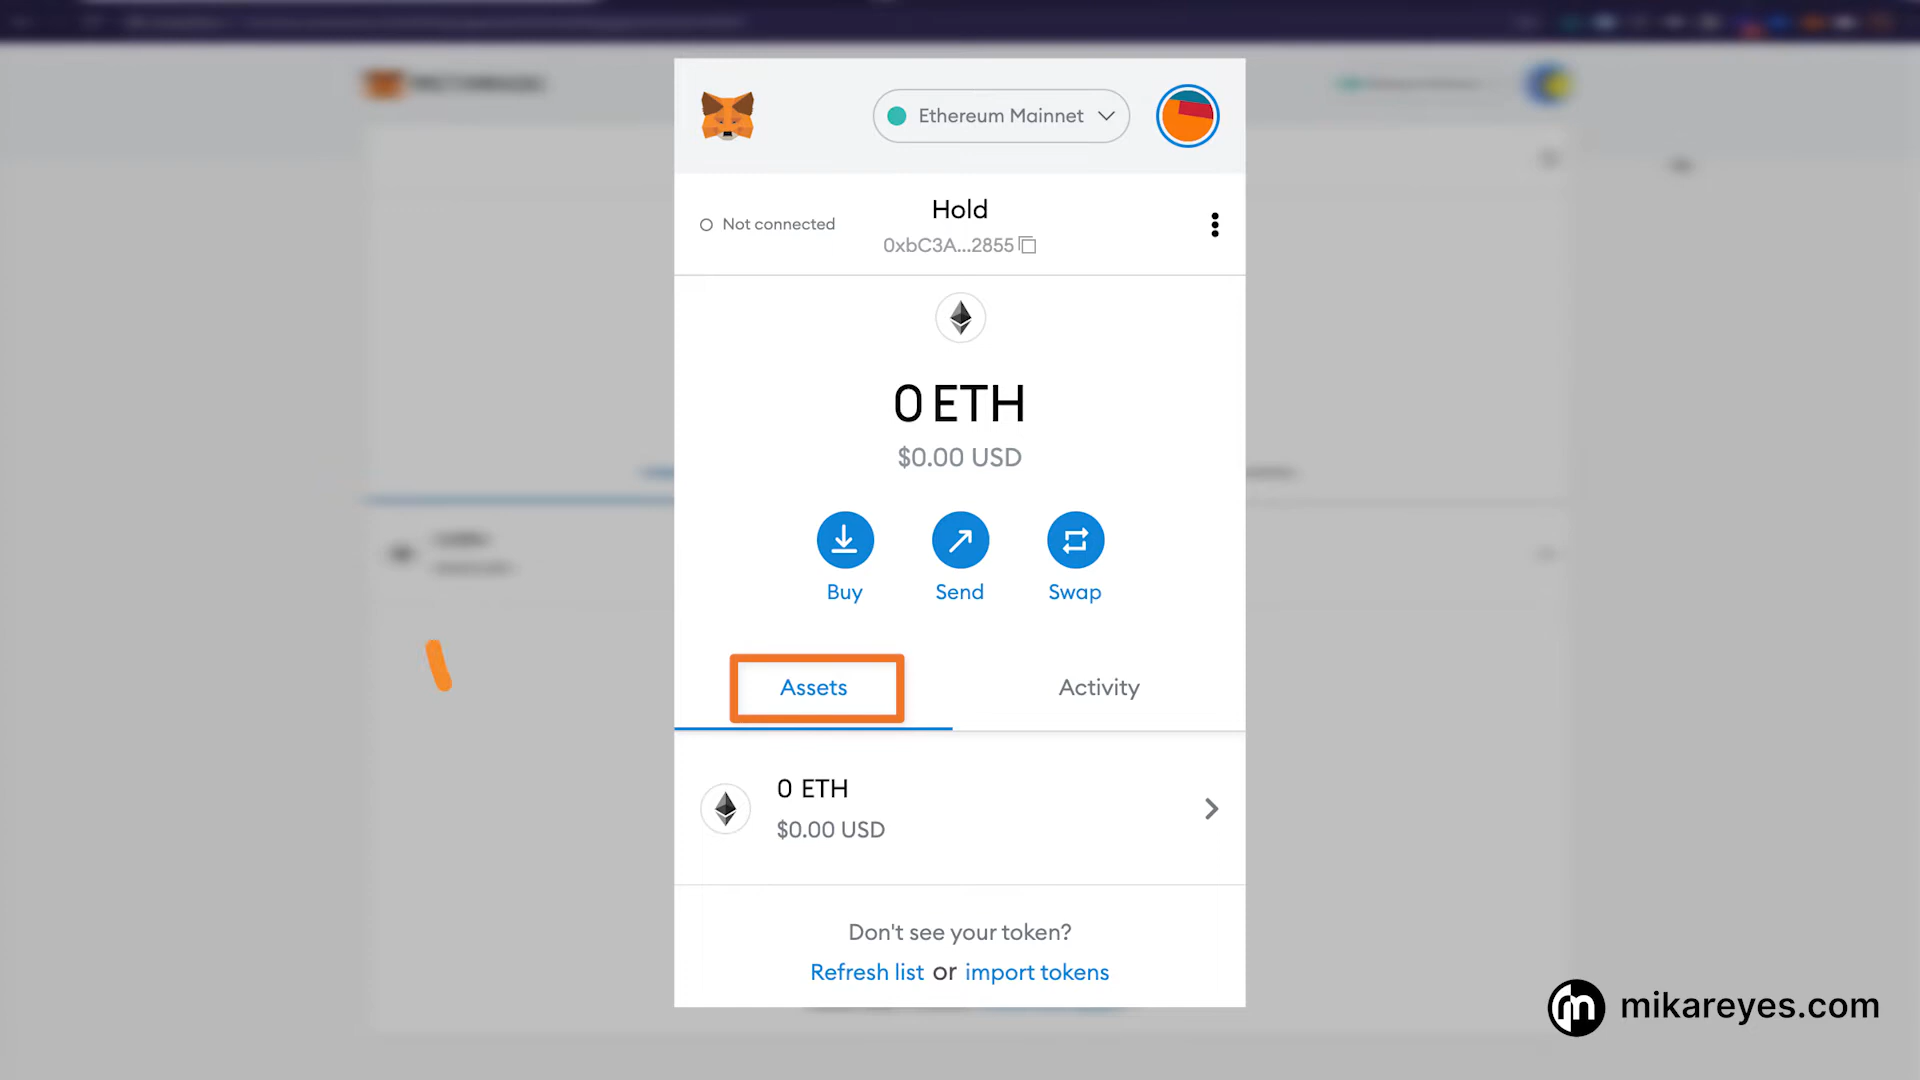 Ethereum Mainnet
Not connected
Hold
0xbC3A...2855
0 ETH
$0.00 USD
Buy
Send
Swap
Assets
Activity
0 ETH
$0.00 USD
Don't see your token?
Refresh list or import tokens
mikareyes.com